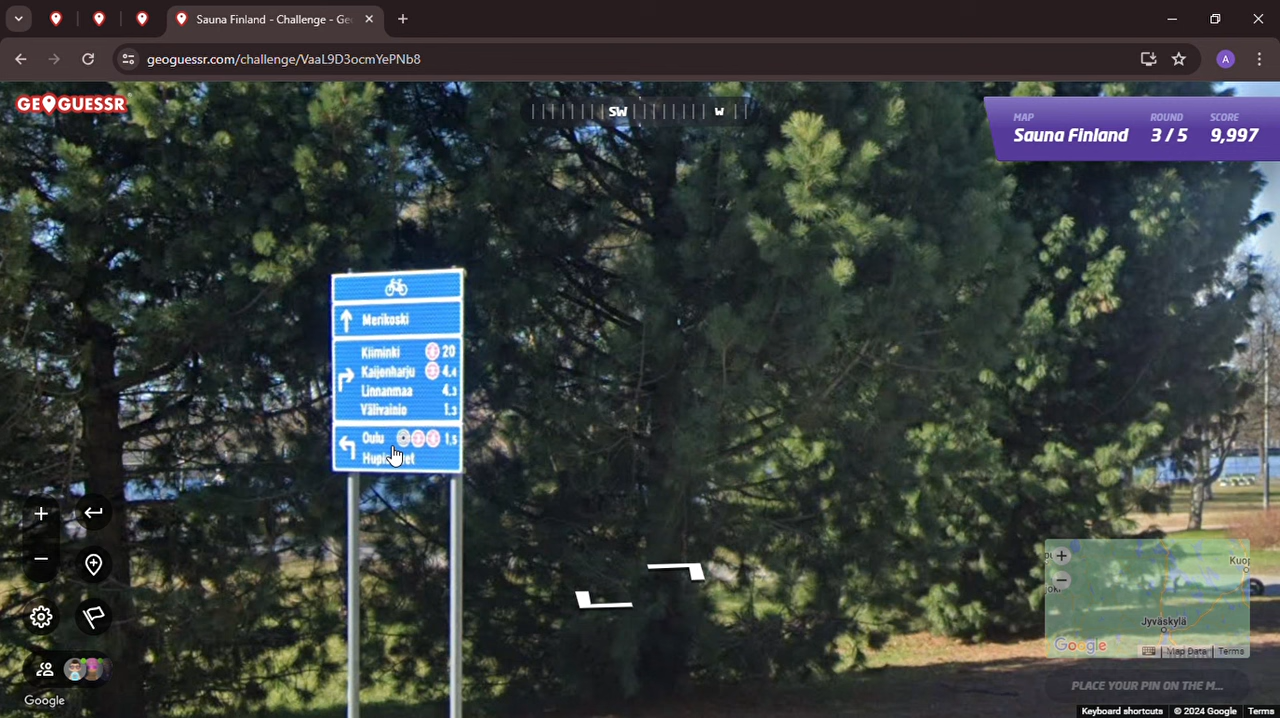 Sauna Finland - Challenge - Ge
geoguessr.com/challenge/VaaL9D3ocmYePNb8
A
GEOGUESSR
SW W
MAP ROUND SCORE
Sauna Finland 3 / 5 9,997
Merikoski
Kiiminki 20
Kaijonharju 4.4
Linnanmaa 4.3
Välivainio 1.3
Oulu 1.5
Kuo
Jyväskylä
Google
Map Data Terms
PLACE YOUR PIN ON THE M...
Google
Keyboard shortcuts © 2024 Google Terms